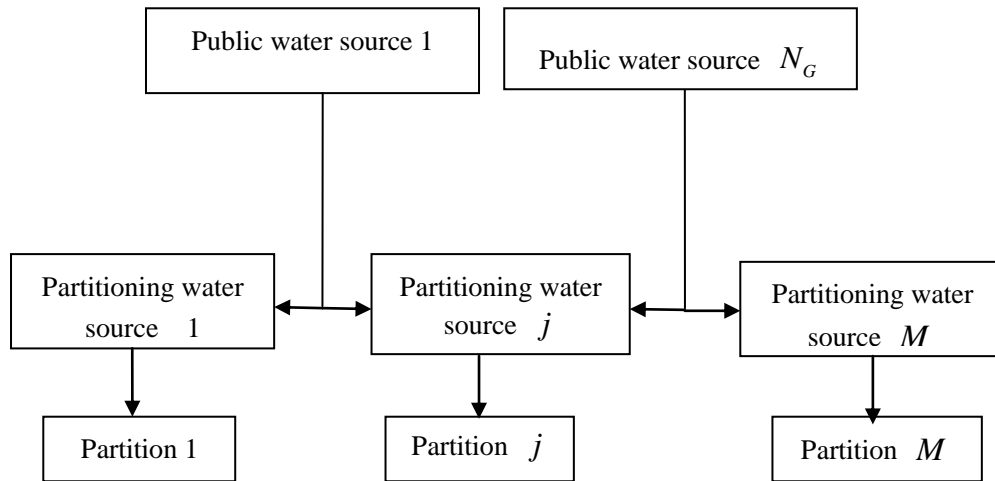 Public water source 1
Public water source N_G
Partitioning water
source 1
Partitioning water
source j
Partitioning water
source M
Partition 1
Partition j
Partition M